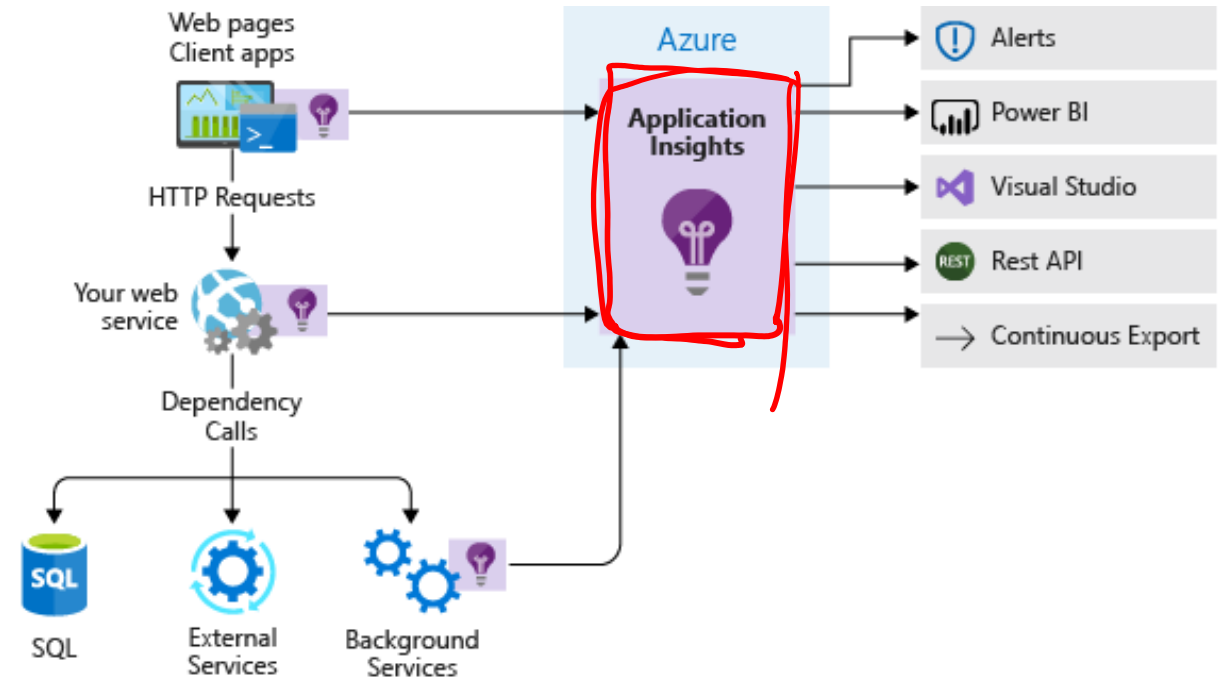 Web pages
Client apps
>_
HTTP Requests
Your web
service
Dependency
Calls
SQL
SQL
External
Services
Background
Services
Azure
Application
Insights
Alerts
Power BI
Visual Studio
REST
Rest API
Continuous Export